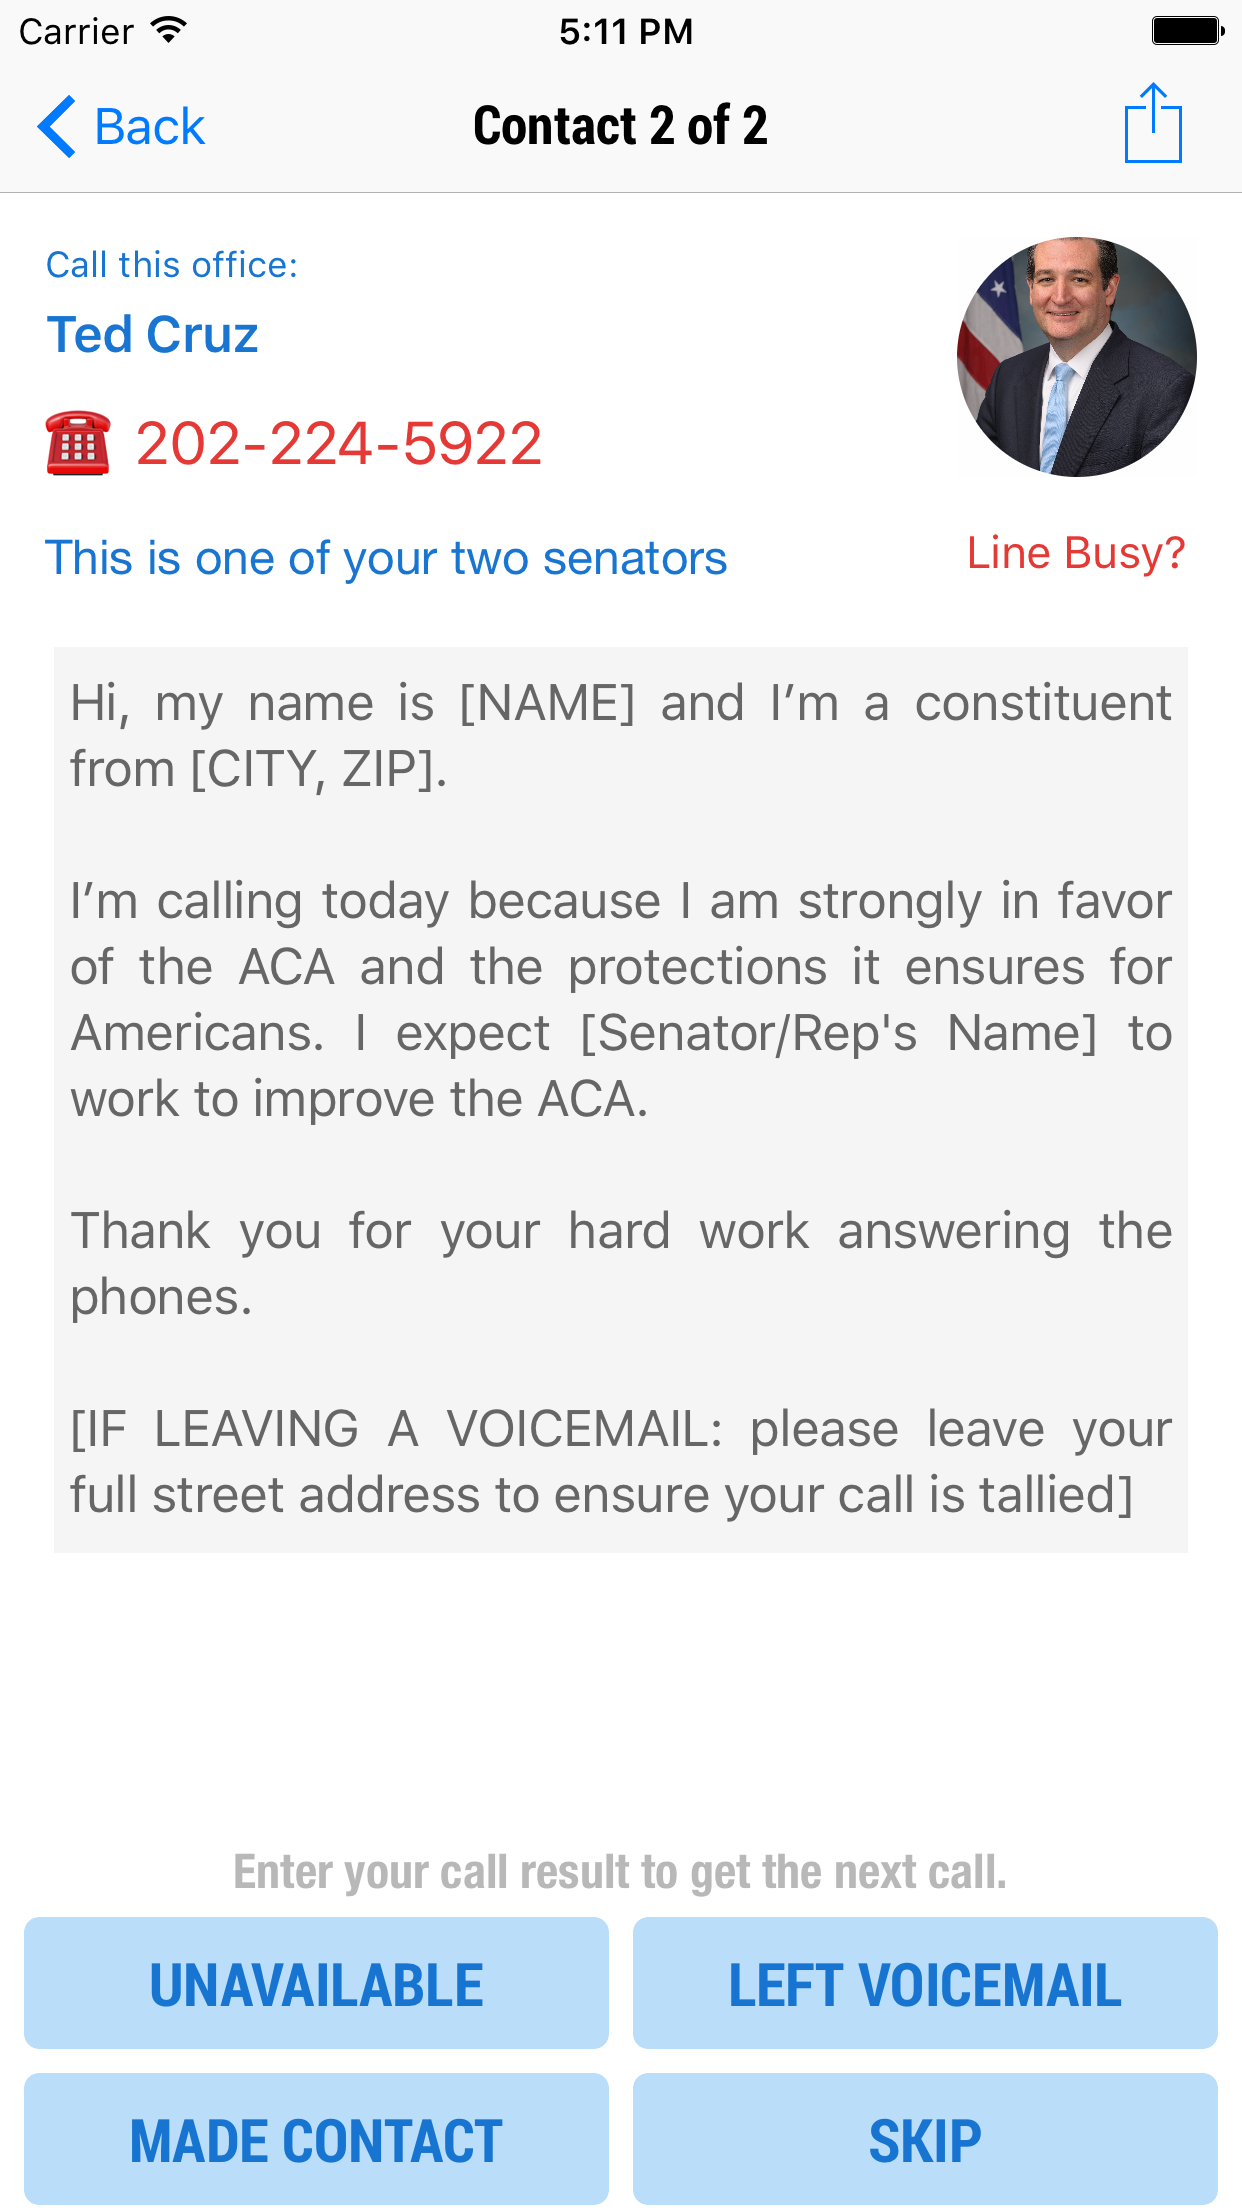 Carrier 5:11 PM
Back Contact 2 of 2
Call this office:
Ted Cruz
202-224-5922
This is one of your two senators Line Busy?
Hi, my name is [NAME] and I’m a constituent
from [CITY, ZIP].
I’m calling today because I am strongly in favor
of the ACA and the protections it ensures for
Americans. I expect [Senator/Rep's Name] to
work to improve the ACA.
Thank you for your hard work answering the
phones.
[IF LEAVING A VOICEMAIL: please leave your
full street address to ensure your call is tallied]
Enter your call result to get the next call.
UNAVAILABLE LEFT VOICEMAIL
MADE CONTACT SKIP